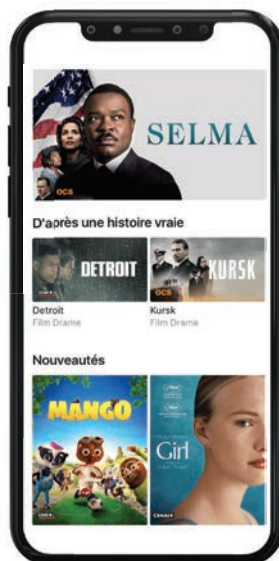 SELMA
OCS
D'après une histoire vraie
DETROIT
KURSK
OCS
Detroit
Kursk
Film Drame
Film Drame
Nouveautés
MANGO
Girl
CANAL+